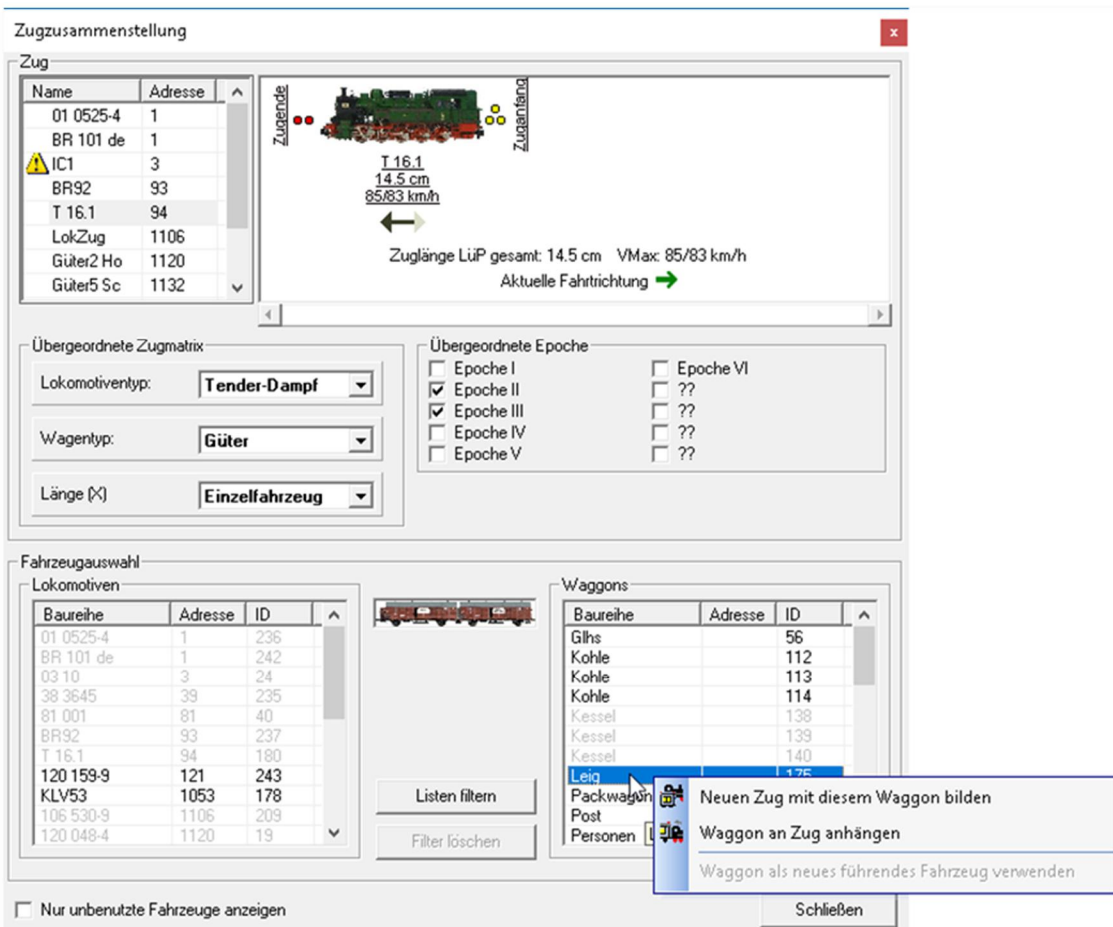 Zugzusammenstellung
x
Zug
Name Adresse
01 0525-4 1
BR 101 de 1
IC1 3
BR92 93
T 16.1 94
LokZug 1106
Güter2 Ho 1120
Güter5 Sc 1132
Zugende
Zuganfang
T 16.1
14.5 cm
85/83 km/h
Zuglänge LüP gesamt: 14.5 cm VMax: 85/83 km/h
Aktuelle Fahrtrichtung
Übergeordnete Zugmatrix
Lokomotiventyp: Tender-Dampf
Wagentyp: Güter
Länge (X) Einzelfahrzeug
Übergeordnete Epoche
Epoche I Epoche VI
Epoche II ??
Epoche III ??
Epoche IV ??
Epoche V ??
Fahrzeugauswahl
Lokomotiven
Baureihe Adresse ID
01 0525-4 1 236
BR 101 de 1 242
03 10 3 24
38 3645 39 235
81 001 81 40
BR92 93 237
T 16.1 94 180
120 159-9 121 243
KLV53 1053 178
106 530-9 1106 209
120 048-4 1120 19
Listen filtern
Filter löschen
Waggons
Baureihe Adresse ID
Glhs 56
Kohle 112
Kohle 113
Kohle 114
Kessel 138
Kessel 139
Kessel 140
Leig 175
Packwagen
Post
Personen
Neuen Zug mit diesem Waggon bilden
Waggon an Zug anhängen
Waggon als neues führendes Fahrzeug verwenden
Nur unbenutzte Fahrzeuge anzeigen
Schließen